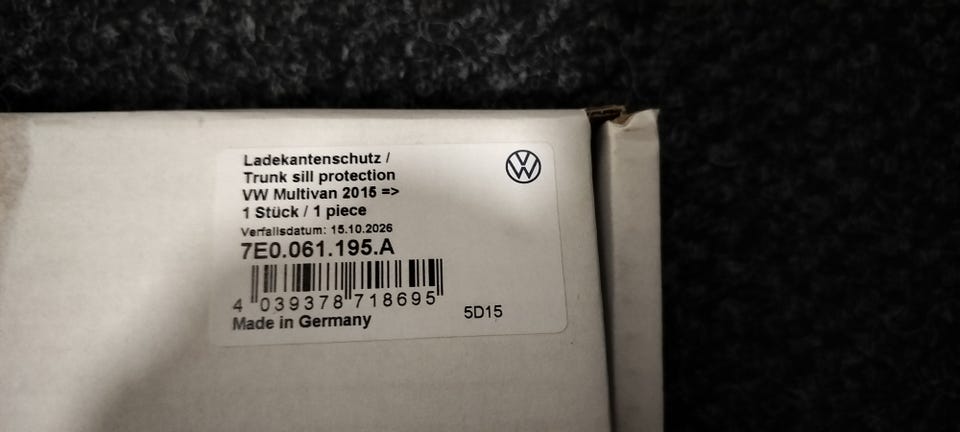 Ladekantenschutz /
Trunk sill protection
VW Multivan 2015 =>
1 Stück / 1 piece
Verfallsdatum: 15.10.2026
7E0.061.195.A
4 039378 718695
Made in Germany
5D15